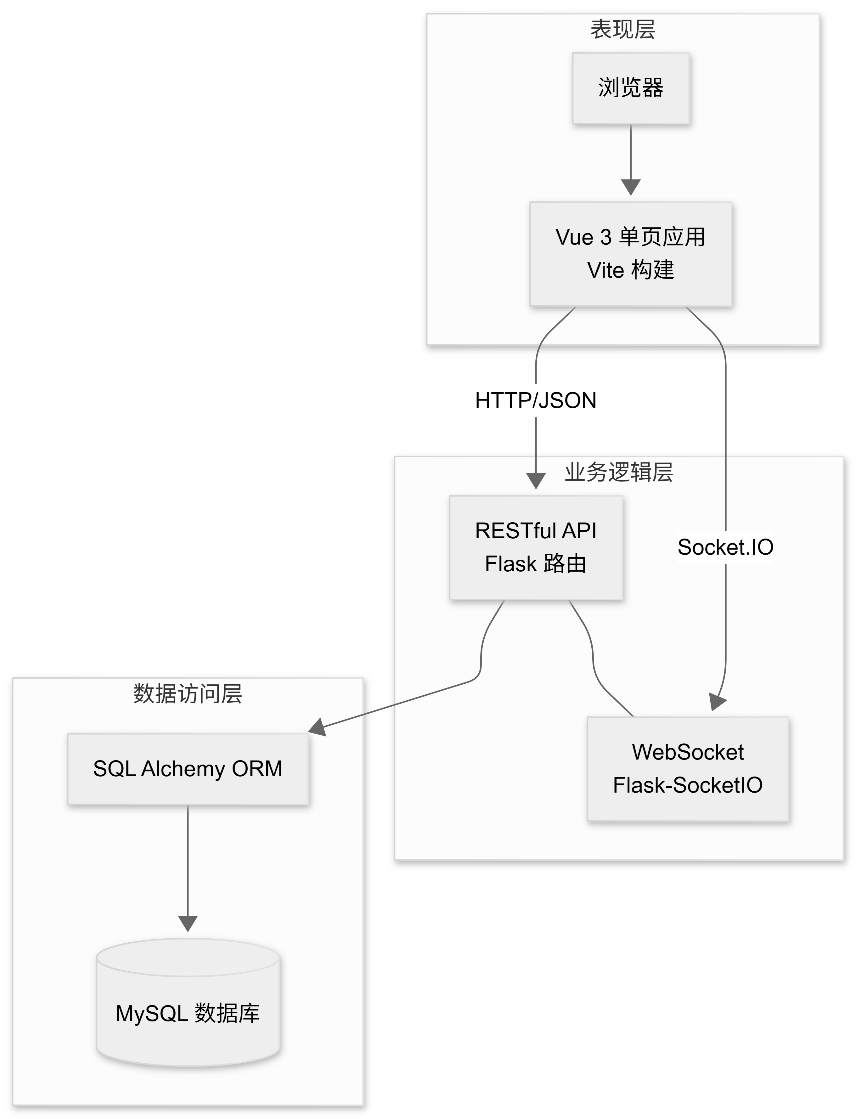 表现层
浏览器
Vue 3 单页应用
Vite 构建
HTTP/JSON
业务逻辑层
RESTful API
Flask 路由
Socket.IO
数据访问层
SQL Alchemy ORM
WebSocket
Flask-SocketIO
MySQL 数据库